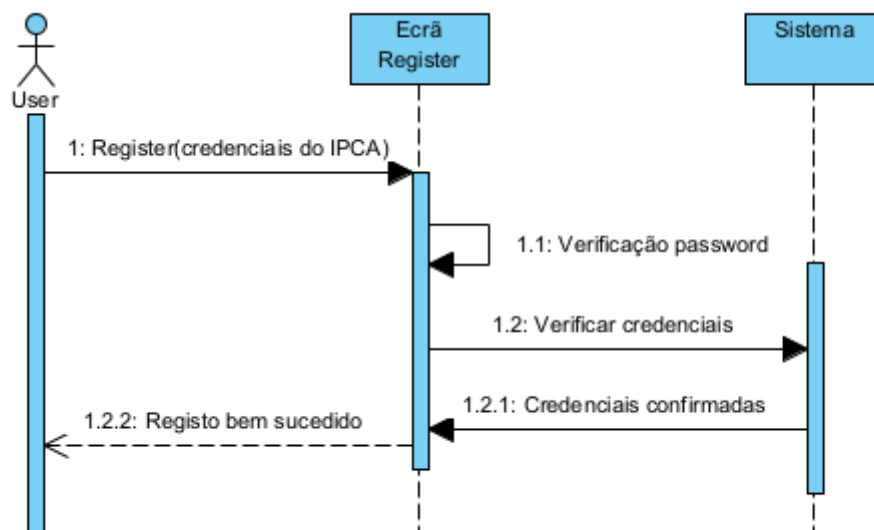 Ecrã
Register
Sistema
User
1: Register(credenciais do IPCA)
1.1: Verificação password
1.2: Verificar credenciais
1.2.1: Credenciais confirmadas
1.2.2: Registo bem sucedido